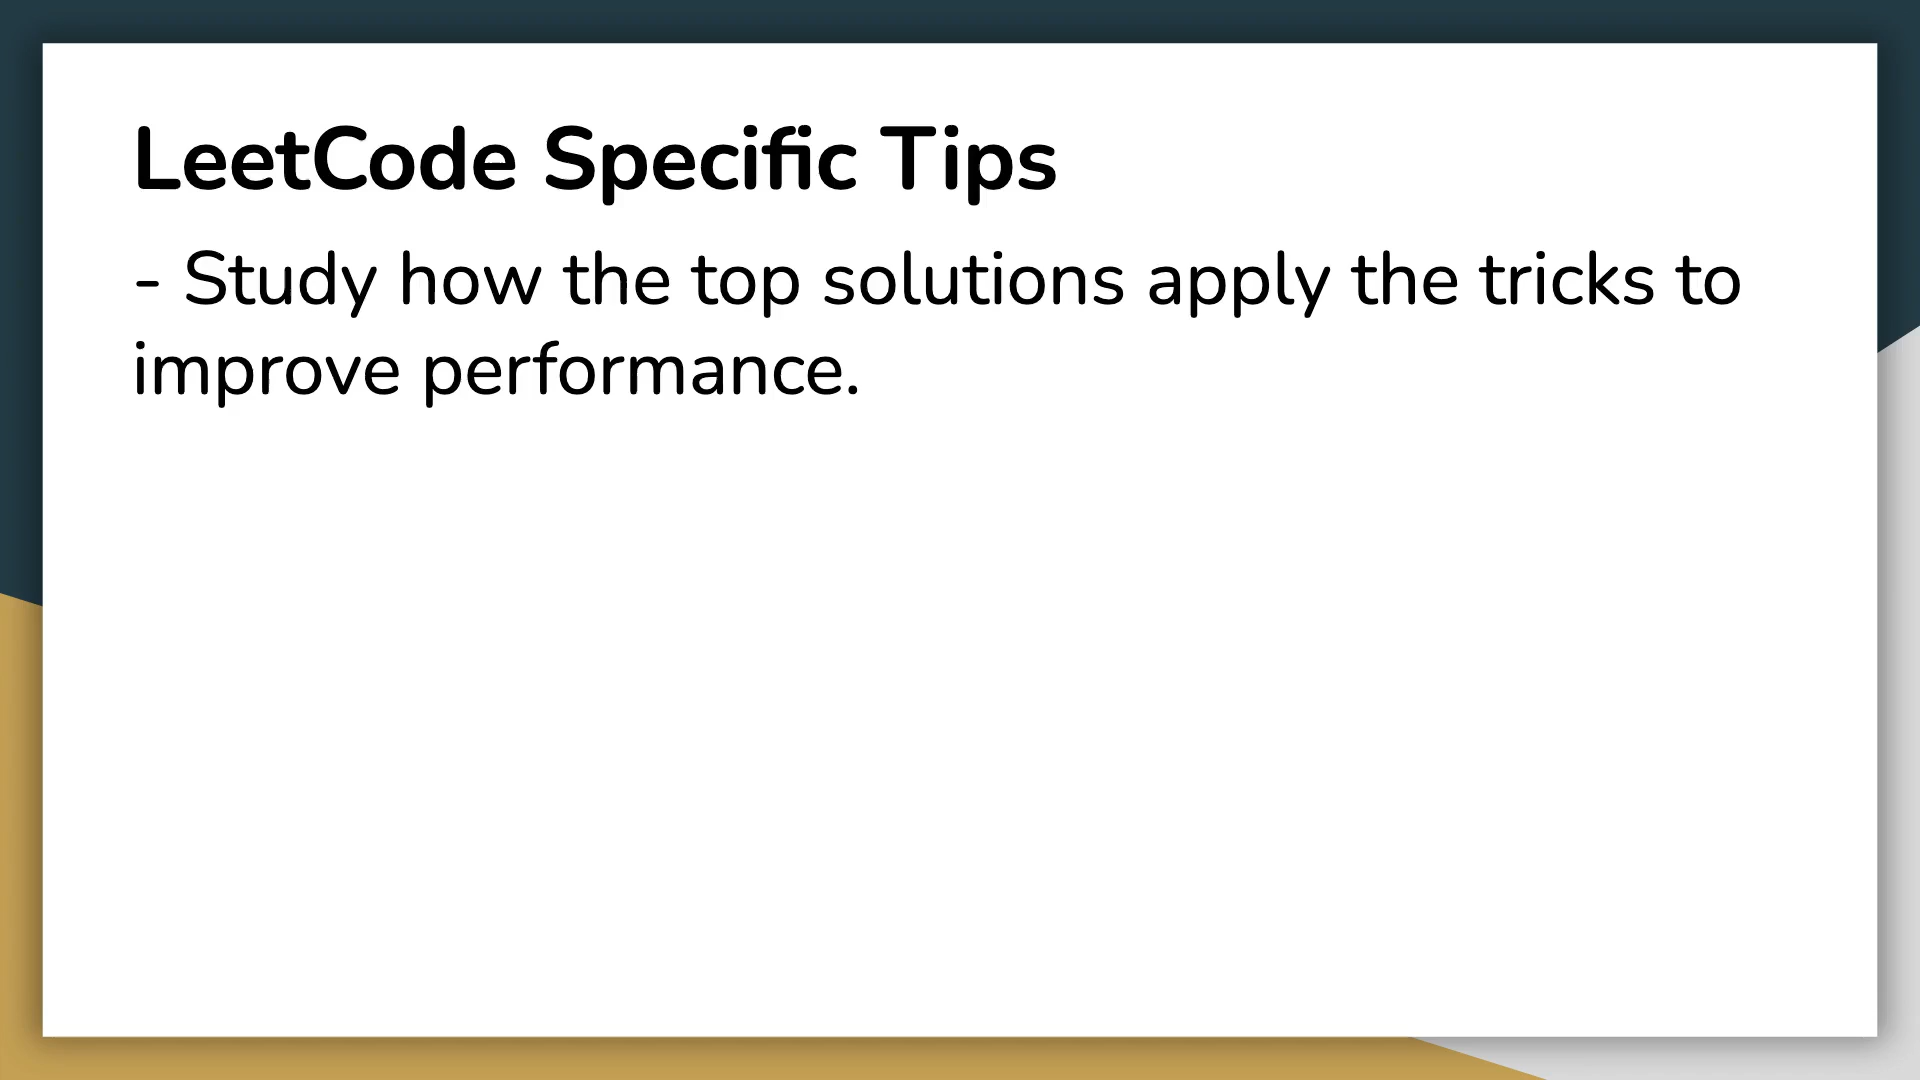 LeetCode Specific Tips
- Study how the top solutions apply the tricks to
improve performance.